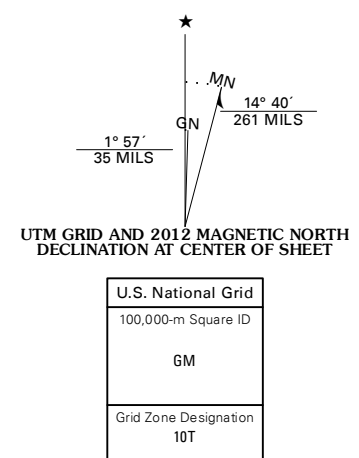 ★
MN
GN
14° 40´
261 MILS
1° 57´
35 MILS
UTM GRID AND 2012 MAGNETIC NORTH
DECLINATION AT CENTER OF SHEET
U.S. National Grid
100,000-m Square ID
GM
Grid Zone Designation
10T